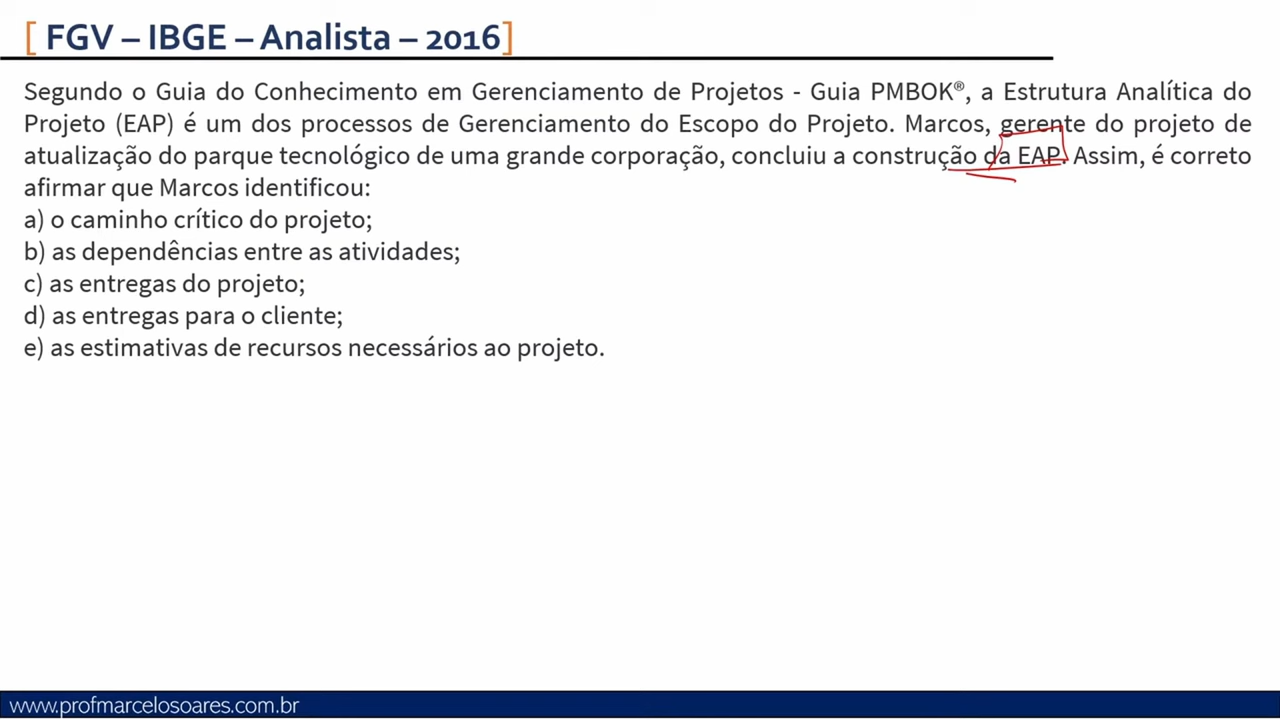 [ FGV – IBGE – Analista – 2016]
Segundo o Guia do Conhecimento em Gerenciamento de Projetos - Guia PMBOK®, a Estrutura Analítica do
Projeto (EAP) é um dos processos de Gerenciamento do Escopo do Projeto. Marcos, gerente do projeto de
atualização do parque tecnológico de uma grande corporação, concluiu a construção da EAP. Assim, é correto
afirmar que Marcos identificou:
a) o caminho crítico do projeto;
b) as dependências entre as atividades;
c) as entregas do projeto;
d) as entregas para o cliente;
e) as estimativas de recursos necessários ao projeto.
www.profmarcelosoares.com.br